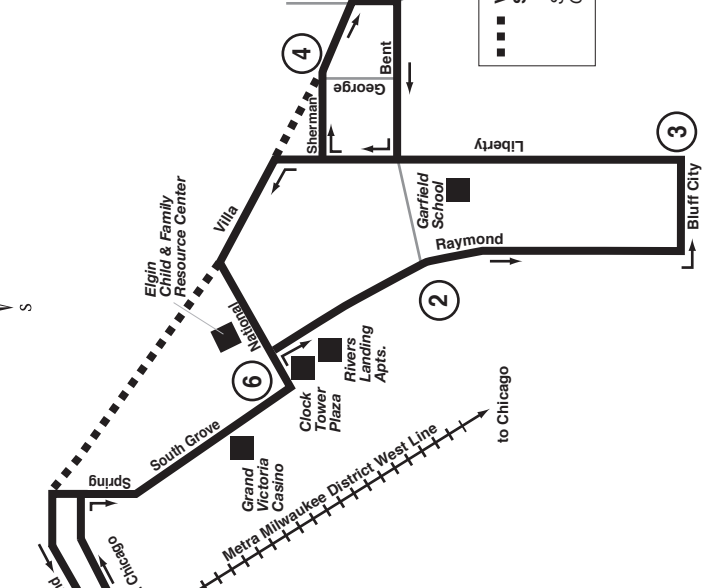 4
Sherman
George
Bent
Liberty
3
Bluff City
Garfield
School
Raymond
2
Villa
Elgin
Child & Family
Resource Center
S
National
6
Clock
Tower
Plaza
Rivers
Landing
Apts.
South Grove
Spring
Grand
Victoria
Casino
Chicago
Metra Milwaukee District West Line
to Chicago